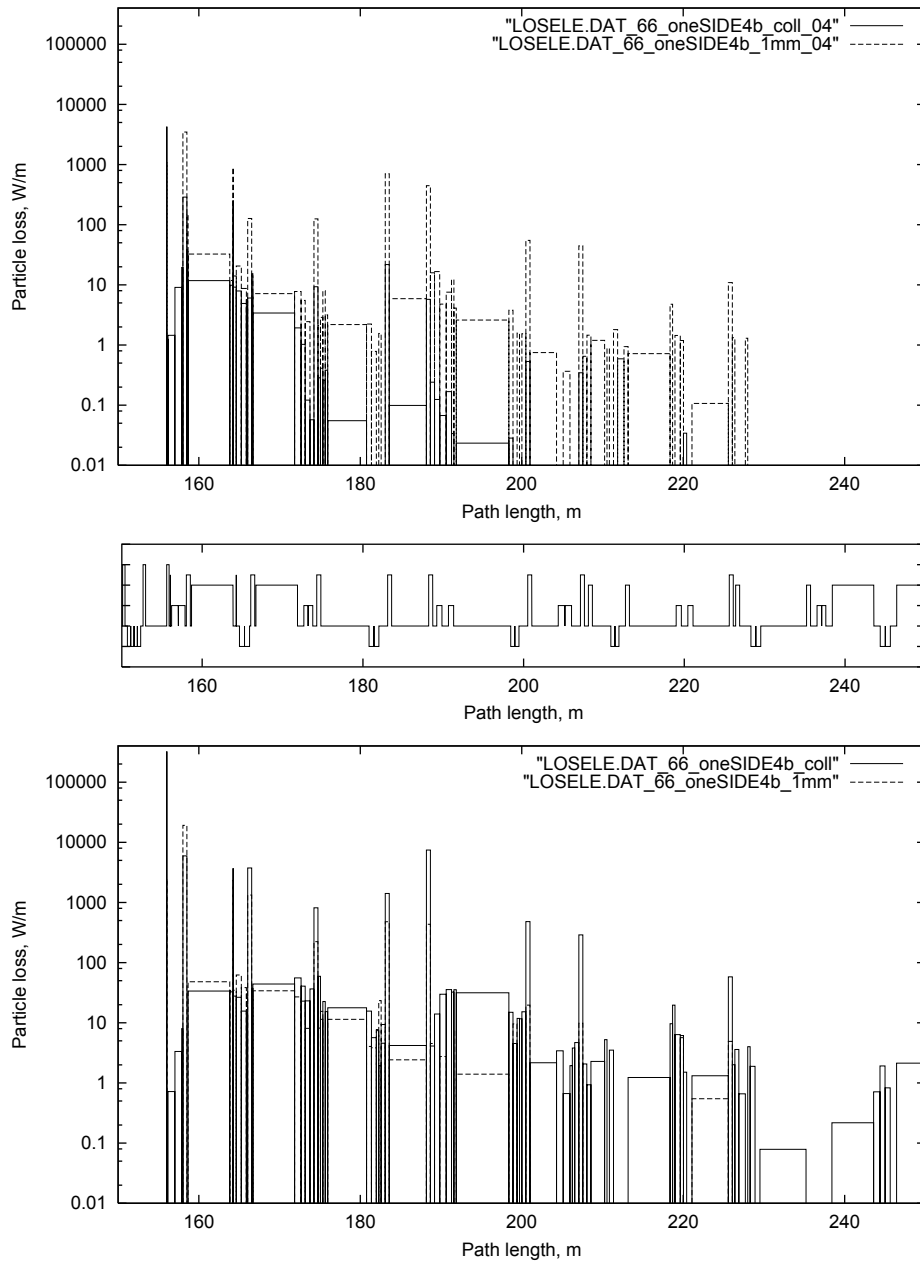 "LOSELE.DAT_66_oneSIDE4b_coll_04"
"LOSELE.DAT_66_oneSIDE4b_1mm_04"
100000
10000
1000
100
10
1
0.1
0.01
Particle loss, W/m
160 180 200 220 240
Path length, m
160 180 200 220 240
Path length, m
"LOSELE.DAT_66_oneSIDE4b_coll"
"LOSELE.DAT_66_oneSIDE4b_1mm"
100000
10000
1000
100
10
1
0.1
0.01
Particle loss, W/m
160 180 200 220 240
Path length, m